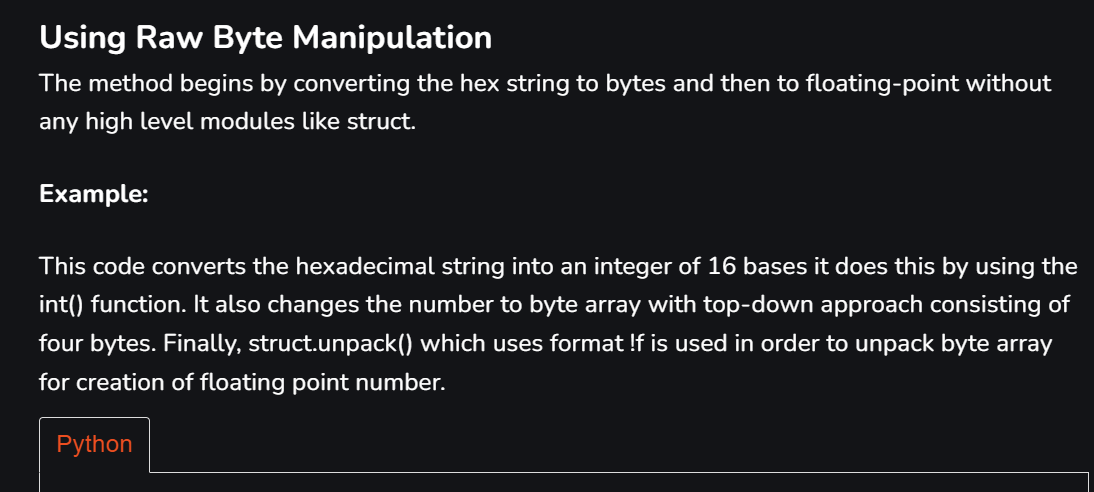 Using Raw Byte Manipulation
The method begins by converting the hex string to bytes and then to floating-point without
any high level modules like struct.
Example:
This code converts the hexadecimal string into an integer of 16 bases it does this by using the
int() function. It also changes the number to byte array with top-down approach consisting of
four bytes. Finally, struct.unpack() which uses format !f is used in order to unpack byte array
for creation of floating point number.
Python